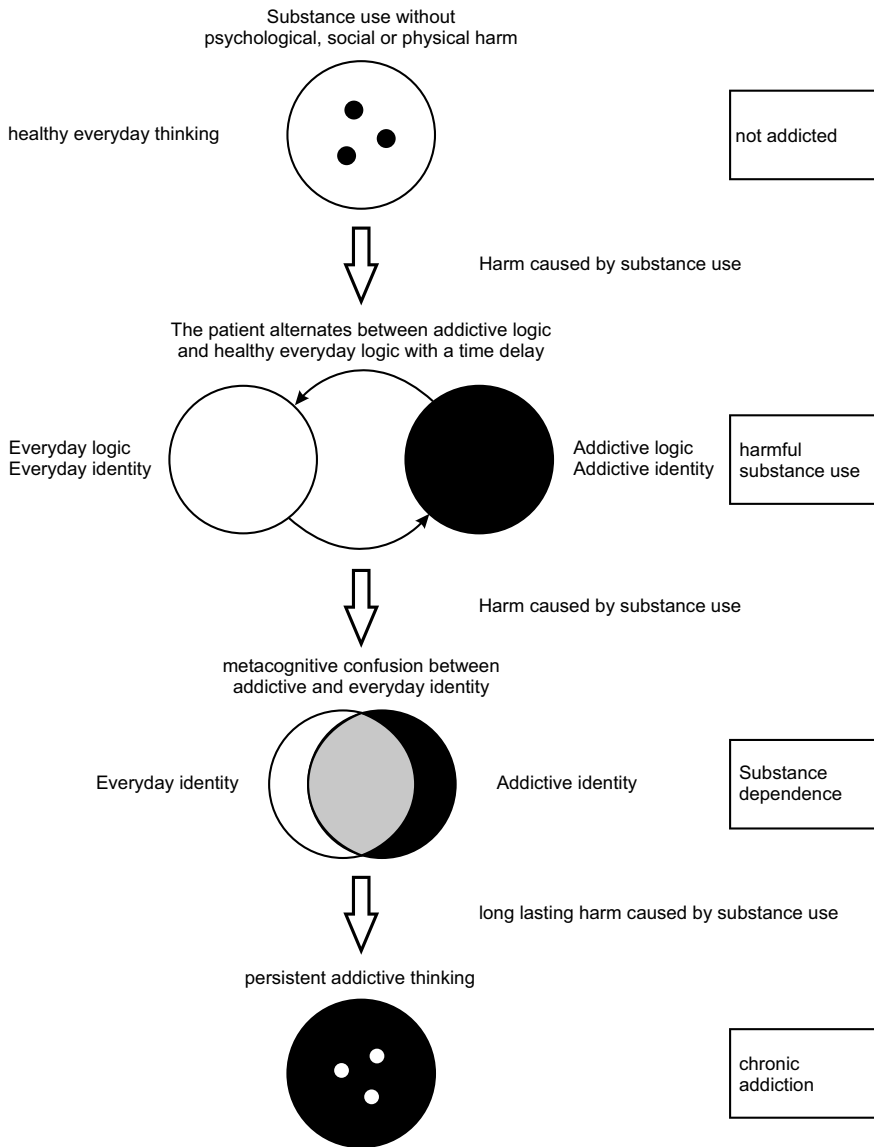 Substance use without
psychological, social or physical harm
healthy everyday thinking
not addicted
Harm caused by substance use
The patient alternates between addictive logic
and healthy everyday logic with a time delay
Everyday logic
Everyday identity
Addictive logic
Addictive identity
harmful
substance use
Harm caused by substance use
metacognitive confusion between
addictive and everyday identity
Everyday identity
Addictive identity
Substance
dependence
long lasting harm caused by substance use
persistent addictive thinking
chronic
addiction